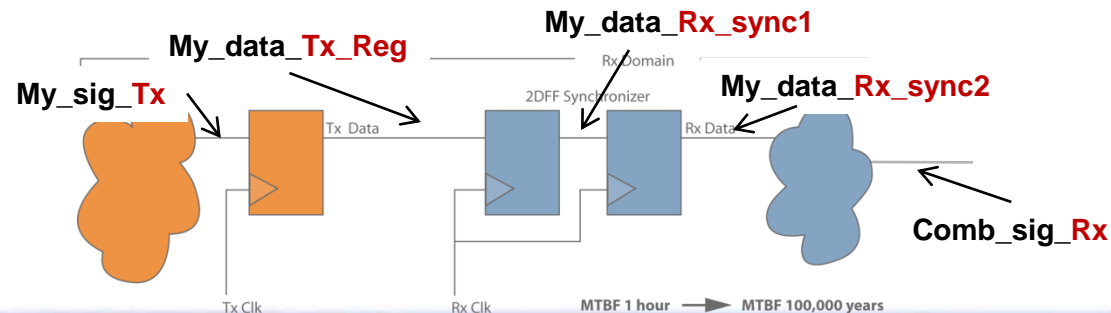 My_data_Rx_sync1
My_data_Tx_Reg
Rx Domain
My_sig_Tx
2DFF Synchronizer
My_data_Rx_sync2
Tx Data
Rx Data
Comb_sig_Rx
Tx Clk
Rx Clk
MTBF 1 hour
MTBF 100,000 years